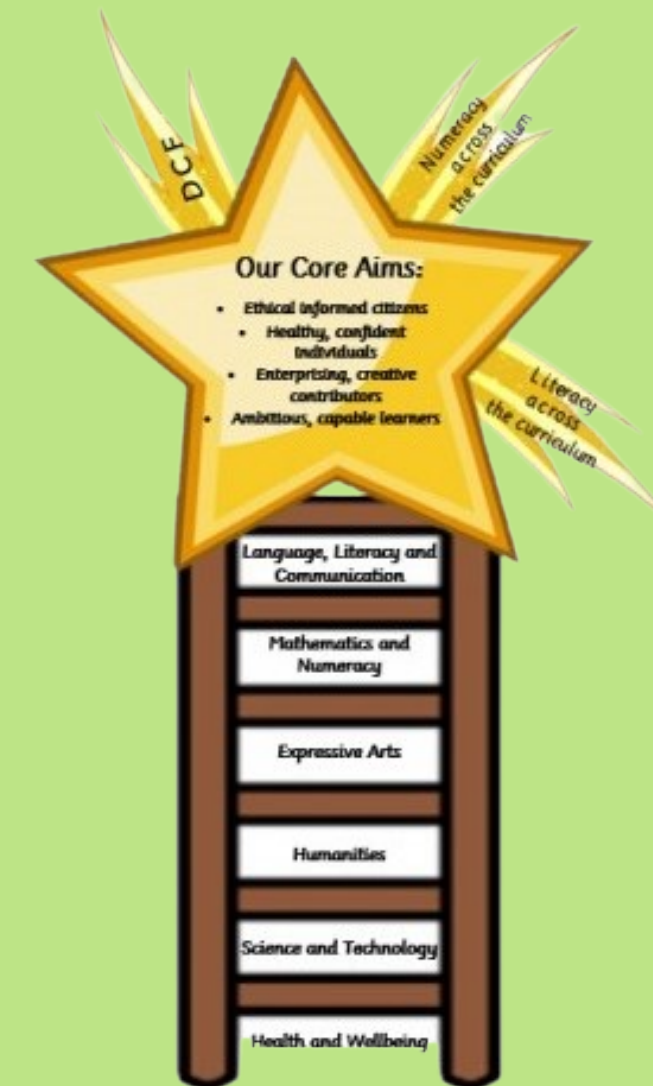 DCF
Numeracy
across
the curriculum
Our Core Aims:
• Ethical informed citizens
• Healthy, confident
individuals
• Enterprising, creative
contributors
• Ambitious, capable learners
Literacy
across
the curriculum
Language, Literacy and
Communication
Mathematics and
Numeracy
Expressive Arts
Humanities
Science and Technology
Health and Wellbeing